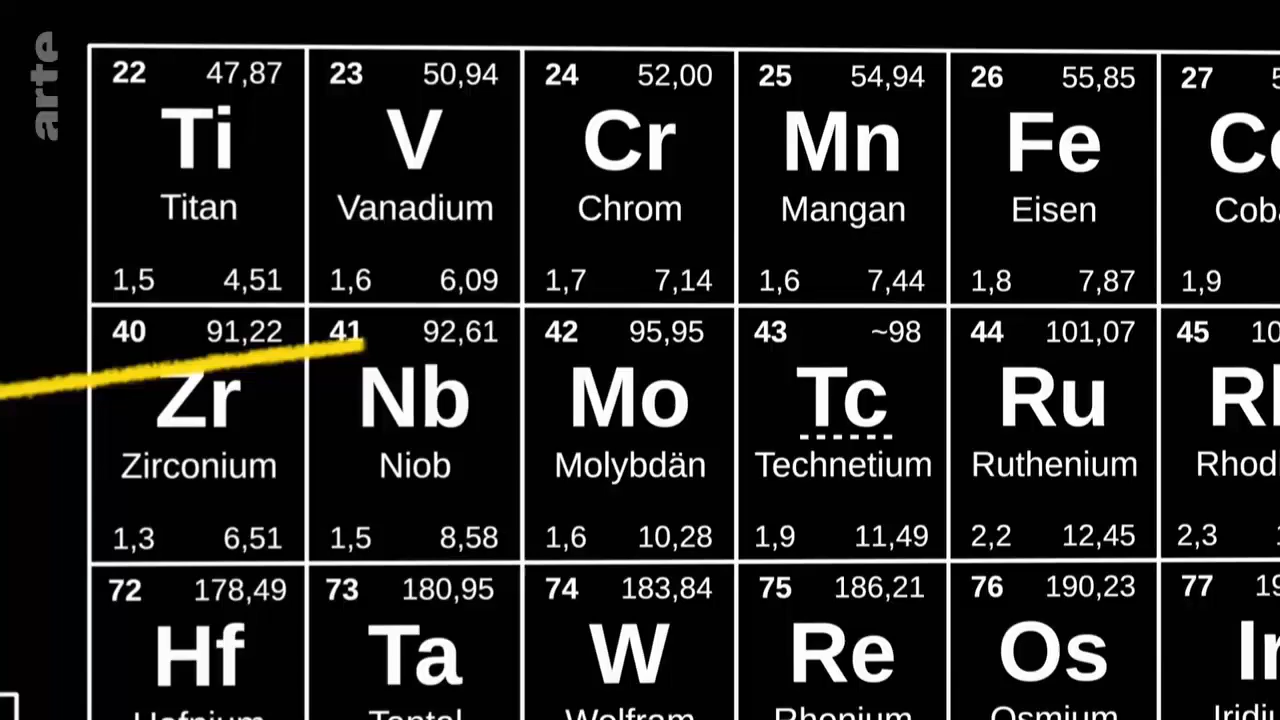 arte
22 47,87 23 50,94 24 52,00 25 54,94 26 55,85 27
Ti V Cr Mn Fe
Titan Vanadium Chrom Mangan Eisen
1,5 4,51 1,6 6,09 1,7 7,14 1,6 7,44 1,8 7,87 1,9
40 91,22 41 92,61 42 95,95 43 ~98 44 101,07 45
Zr Nb Mo Tc Ru
Zirconium Niob Molybdän Technetium Ruthenium
1,3 6,51 1,5 8,58 1,6 10,28 1,9 11,49 2,2 12,45 2,3
72 178,49 73 180,95 74 183,84 75 186,21 76 190,23 77
Hf Ta W Re Os Ir
Hafnium Tantal Wolfram Rhenium Osmium